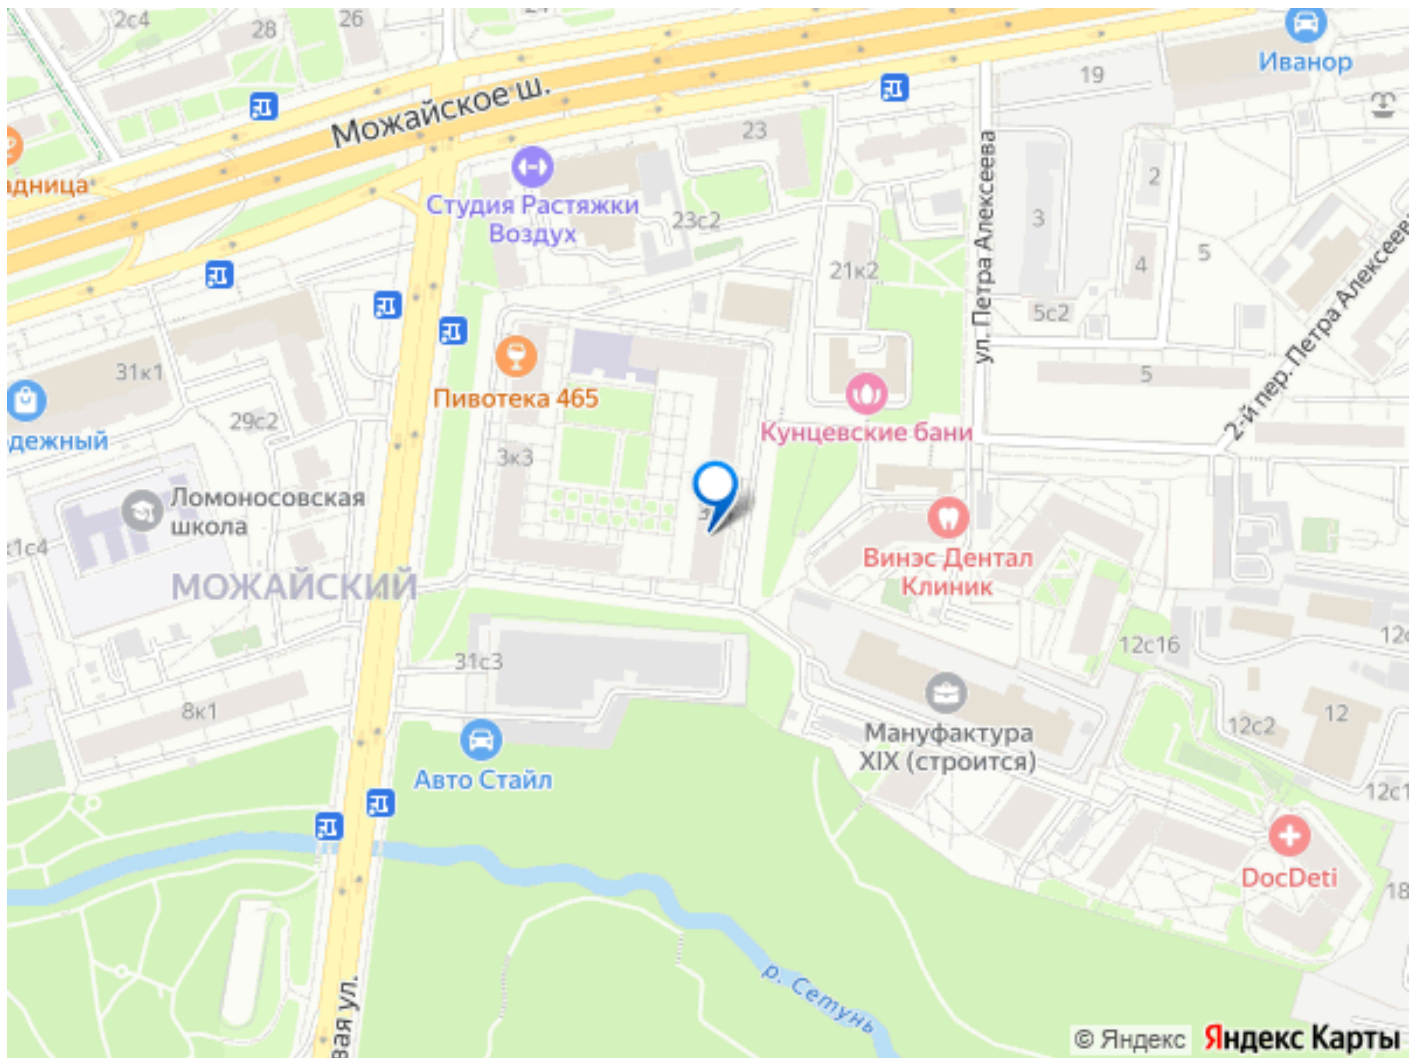 2с4
28
26
24
Иванор
19
Можайское ш.
23
ул. Петра Алексеева
2
адница
Студия Растяжки
Воздух
23с2
3
21к2
4
5
5с2
2-й пер. Петра Алексеева
31к1
Пивотека 465
5
29с2
дежный
Кунцевские бани
3к3
Ломоносовская
школа
к1с4
Винэс Дентал
Клиник
МОЖАЙСКИЙ
31с3
12с16
8к1
Мануфактура
XIX (строится)
12с2
12
Авто Стайл
12с1
DocDeti
18
р. Сетунь
вая ул.
© Яндекс Яндекс Карты